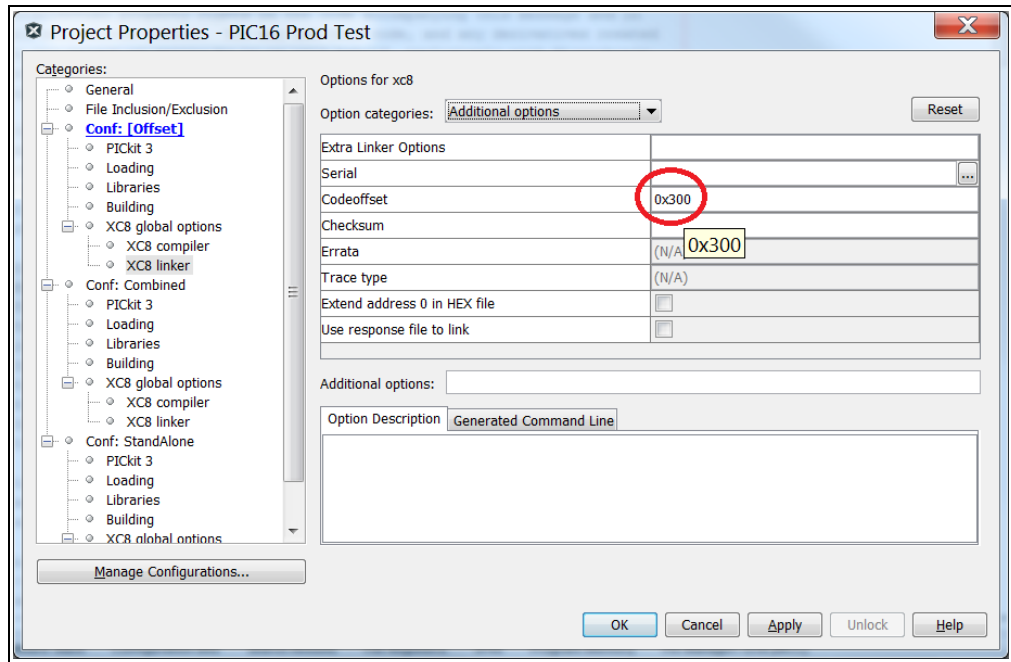 Project Properties - PIC16 Prod Test
Categories:
General
File Inclusion/Exclusion
Conf: [Offset]
PICkit 3
Loading
Libraries
Building
XC8 global options
XC8 compiler
XC8 linker
Conf: Combined
PICkit 3
Loading
Libraries
Building
XC8 global options
XC8 compiler
XC8 linker
Conf: StandAlone
PICkit 3
Loading
Libraries
Building
XC8 global options
Manage Configurations...
Options for xc8
Option categories: Additional options Reset
Extra Linker Options
Serial ...
Codeoffset 0x300
Checksum
Errata (N/A 0x300
Trace type (N/A)
Extend address 0 in HEX file
Use response file to link
Additional options:
Option Description Generated Command Line
OK Cancel Apply Unlock Help